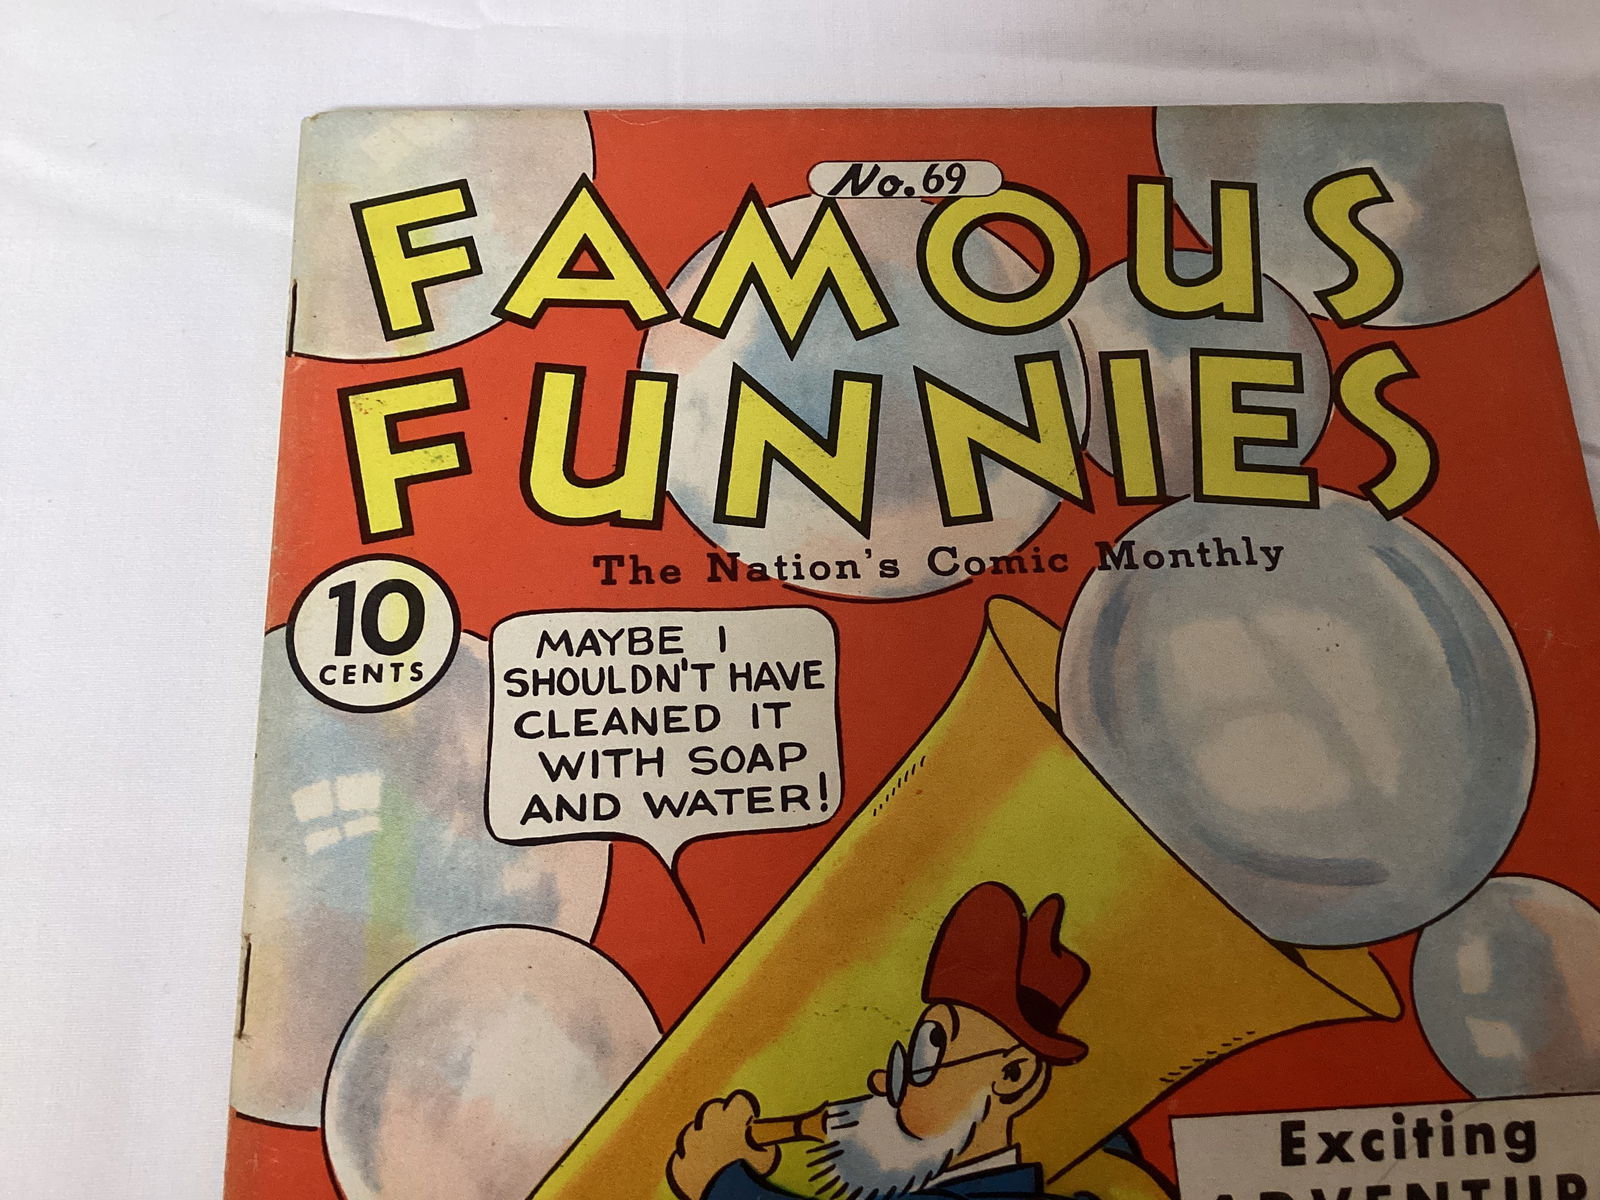 No. 69
FAMOUS
FUNNIES
The Nation's Comic Monthly
10
CENTS
MAYBE I
SHOULDN'T HAVE
CLEANED IT
WITH SOAP
AND WATER!
Exciting